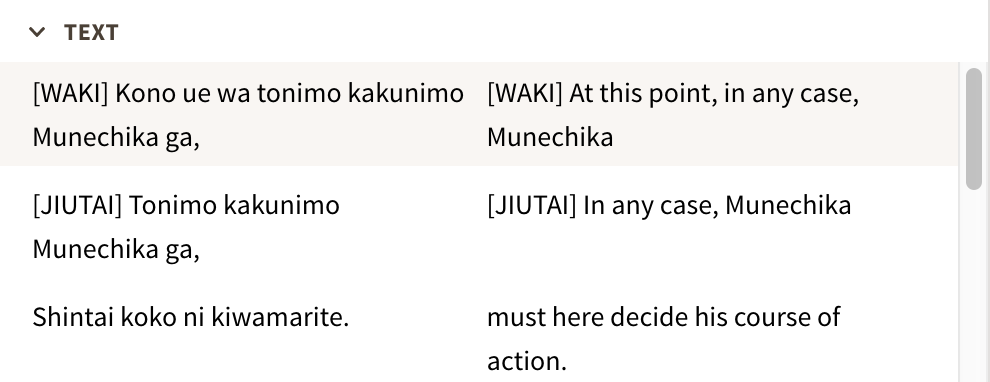 TEXT
[WAKI] Kono ue wa tonimo kakunimo
Munechika ga,
[WAKI] At this point, in any case,
Munechika
[JIUTAI] Tonimo kakunimo
Munechika ga,
[JIUTAI] In any case, Munechika
Shintai koko ni kiwamarite.
must here decide his course of
action.